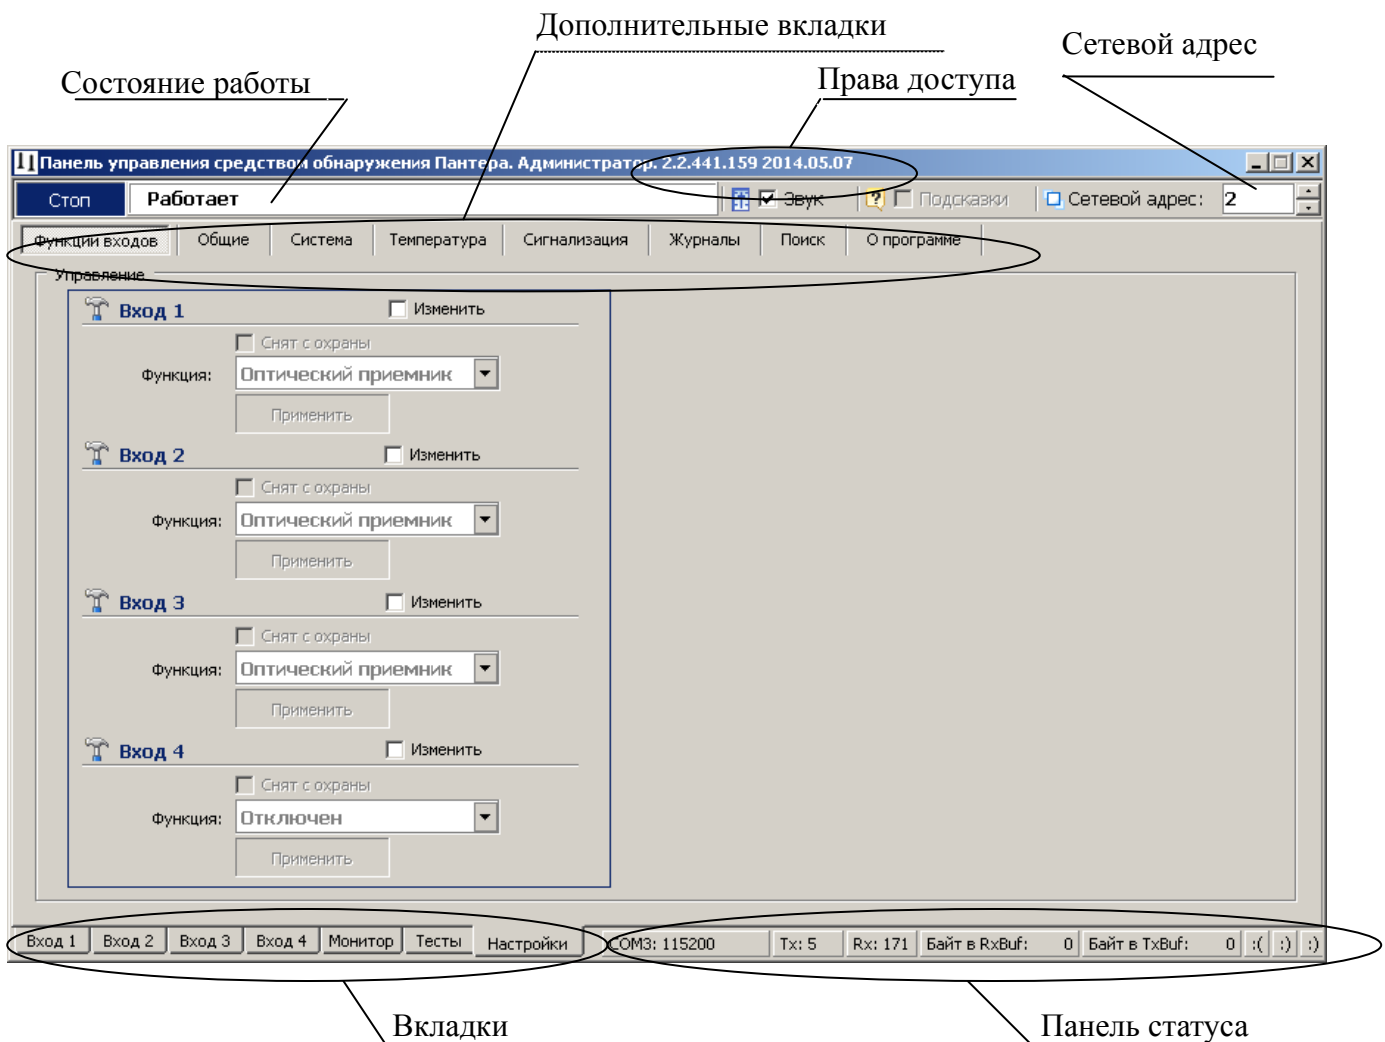 Дополнительные вкладки
Сетевой адрес
Состояние работы
Права доступа
Панель управления средством обнаружения Пантера. Администратор. 2.2.441.159 2014.05.07
Стоп Работает Звук Подсказки Сетевой адрес: 2
Функции входов Общие Система Температура Сигнализация Журналы Поиск О программе
Управление
Вход 1 Изменить
Снят с охраны
Функция: Оптический приемник
Применить
Вход 2 Изменить
Снят с охраны
Функция: Оптический приемник
Применить
Вход 3 Изменить
Снят с охраны
Функция: Оптический приемник
Применить
Вход 4 Изменить
Снят с охраны
Функция: Отключен
Применить
Вход 1 Вход 2 Вход 3 Вход 4 Монитор Тесты Настройки COM3: 115200 Tx: 5 Rx: 171 Байт в RxBuf: 0 Байт в TxBuf: 0 :( :) :)
Вкладки
Панель статуса